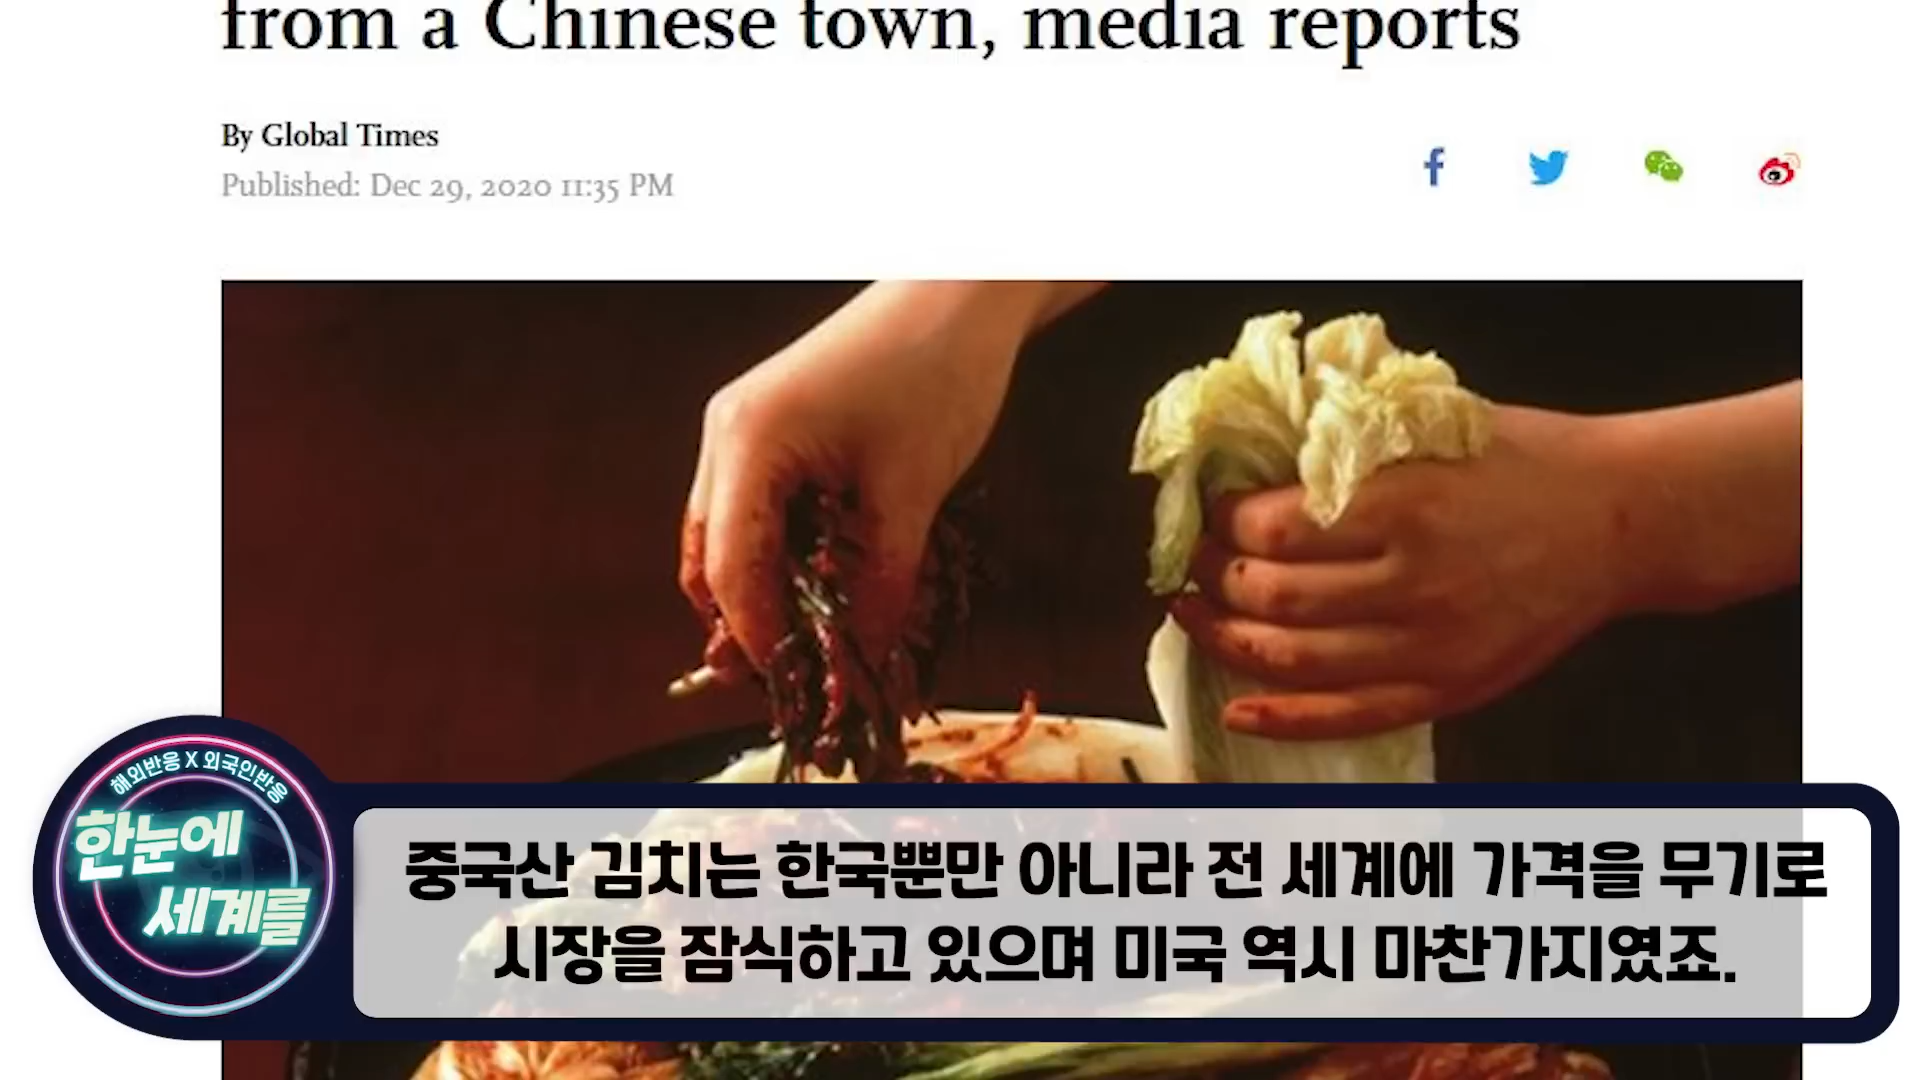 from a Chinese town, media reports
By Global Times
Published: Dec 29, 2020 11:35 PM
해외반응 X 외국인반응
한눈에
세계를
중국산 김치는 한국뿐만 아니라 전 세계에 가격을 무기로
시장을 잠식하고 있으며 미국 역시 마찬가지였죠.